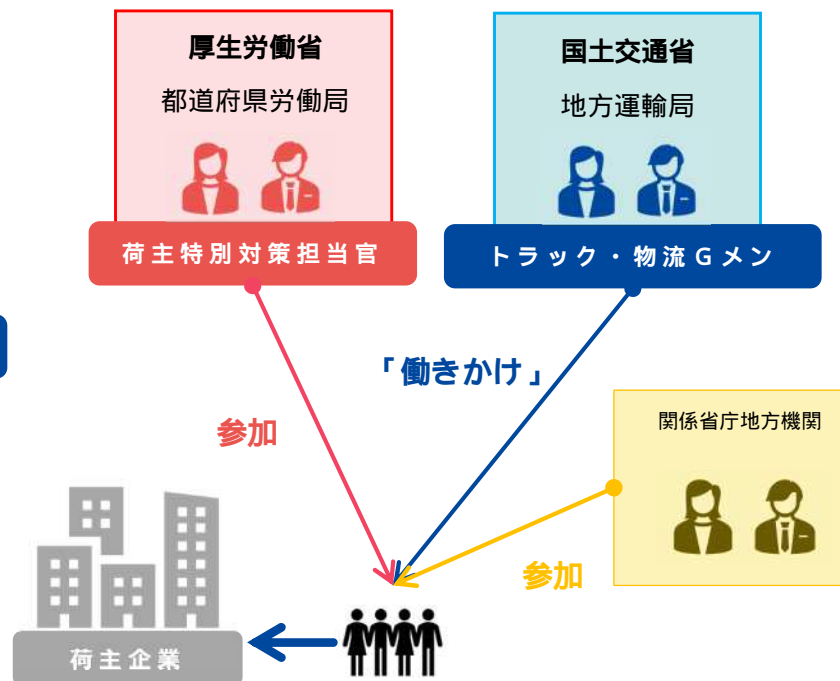 厚生労働省
都道府県労働局
荷主特別対策担当官
国土交通省
地方運輸局
トラック・物流Gメン
「働きかけ」
参加
関係省庁地方機関
参加
荷主企業